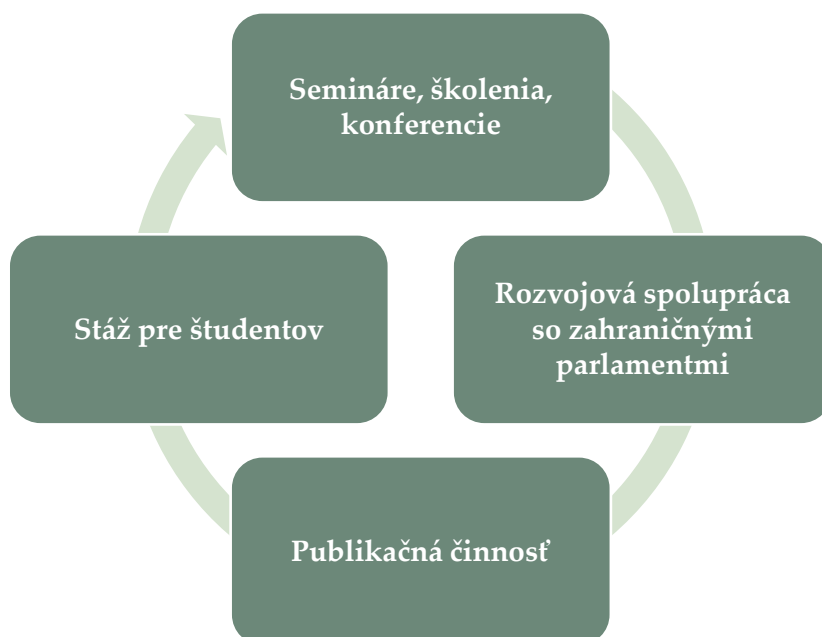 Semináre, školenia,
konferencie
Rozvojová spolupráca
so zahraničnými
parlamentmi
Publikačná činnosť
Stáž pre študentov